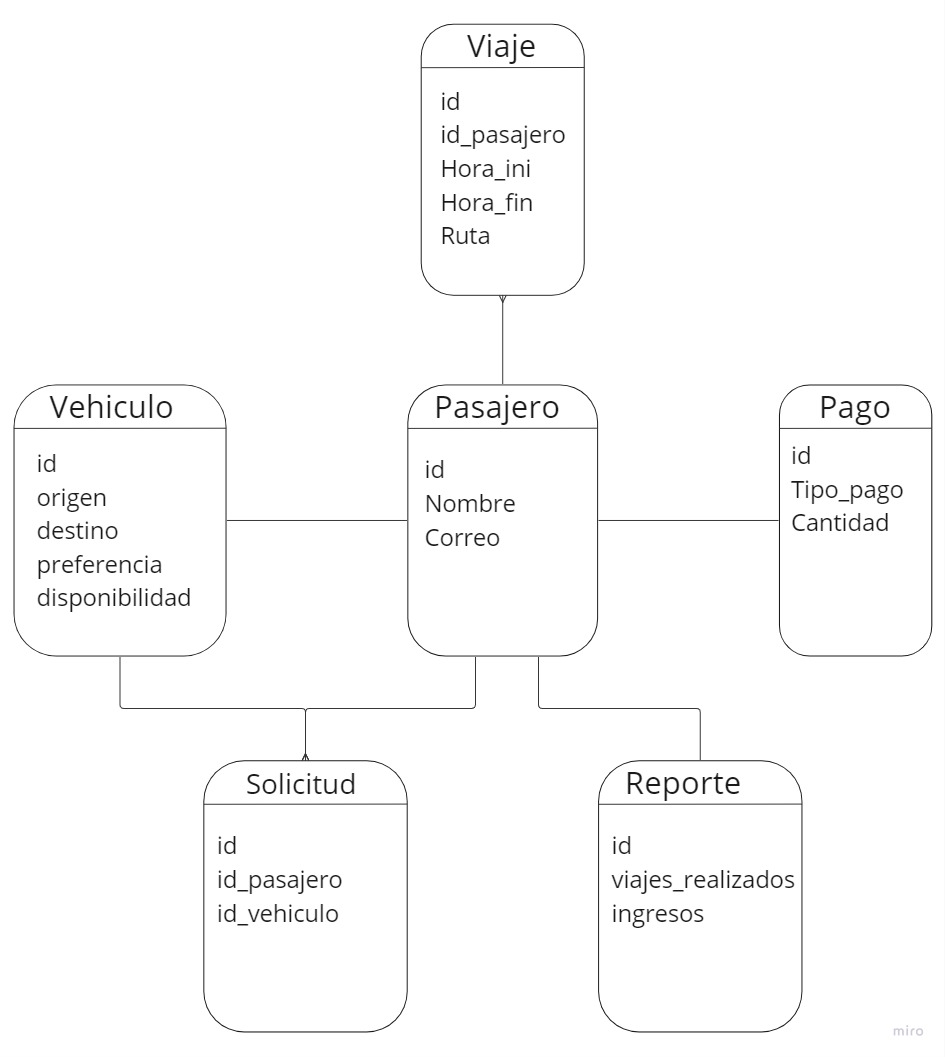 Viaje
id
id_pasajero
Hora_ini
Hora_fin
Ruta
Vehiculo
id
origen
destino
preferencia
disponibilidad
Pasajero
id
Nombre
Correo
Pago
id
Tipo_pago
Cantidad
Solicitud
id
id_pasajero
id_vehiculo
Reporte
id
viajes_realizados
ingresos
miro